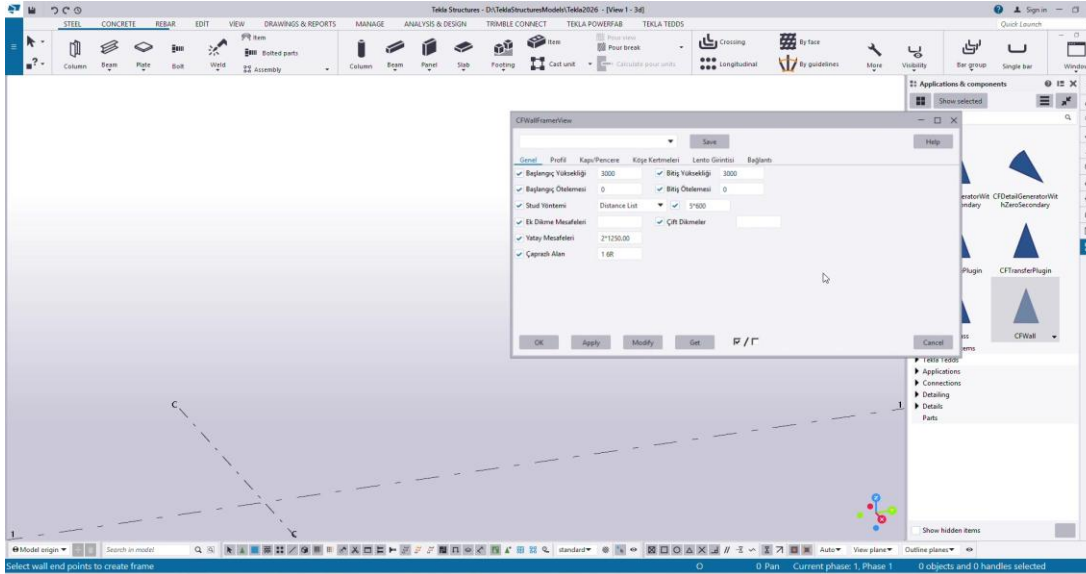 Tekla Structures - D:\TeklaStructuresModels\Tekla2026 - [View 1 - 3d]
Sign in
STEEL CONCRETE REBAR EDIT VIEW DRAWINGS & REPORTS MANAGE ANALYSIS & DESIGN TRIMBLE CONNECT TEKLA POWERFAB TEKLA TEDDS
Quick Launch
Item
Bolted parts
Assembly
Column Beam Plate Bolt Weld
Column Beam Panel Slab Footing
Item
Cast unit
Pour view
Pour break
Calculate pour units
Crossing
Longitudinal
By face
By guidelines
More
Visibility
Bar group
Single bar
Window
Applications & components
Show selected
CFWallFramerView
Save
Help
Genel Profil Kapı/Pencere Köşe Kertmeleri Lento Girintisi Bağlantı
Başlangıç Yüksekliği 3000 Bitiş Yüksekliği 3000
Başlangıç Ötelemesi 0 Bitiş Ötelemesi 0
Stud Yöntemi Distance List 5*600
Ek Dikme Mesafeleri Çift Dikmeler
Yatay Mesafeleri 2*1250.00
Çaprazlı Alan 1 6R
OK Apply Modify Get Cancel
CFDetailGeneratorWit
hZeroSecondary
CFTransferPlugin
CFWall
Tekla Tedds
Applications
Connections
Detailing
Details
Parts
C
1
1
C
Show hidden items
Model origin
Search in model
standard
Auto
View plane
Outline planes
Select wall end points to create frame
O
0 Pan
Current phase: 1, Phase 1
0 objects and 0 handles selected